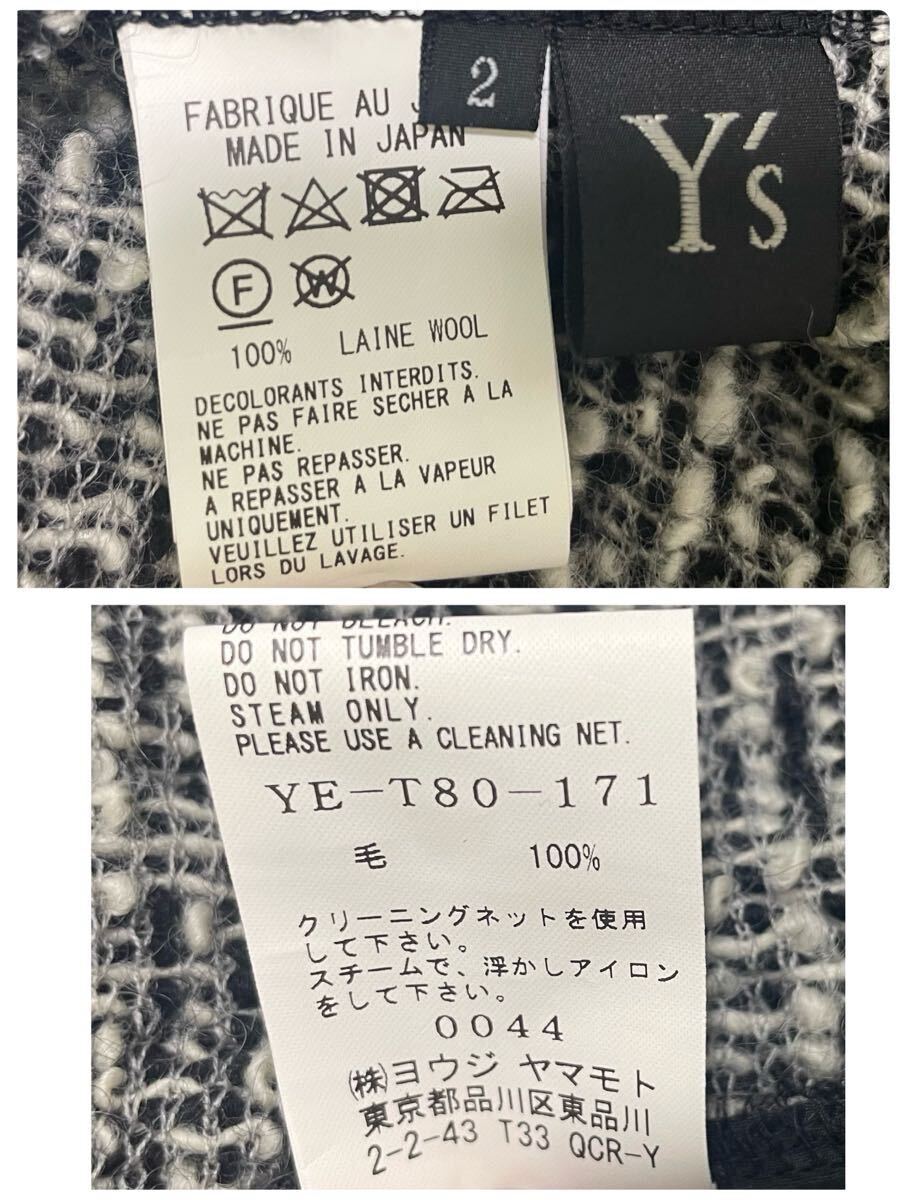 2
Y's
FABRIQUE AU
MADE IN JAPAN
F
W
100% LAINE WOOL
DECOLORANTS INTERDITS.
NE PAS FAIRE SECHER A LA
MACHINE.
NE PAS REPASSER.
A REPASSER A LA VAPEUR
UNIQUEMENT.
VEUILLEZ UTILISER UN FILET
LORS DU LAVAGE.
DO NOT BLEACH.
DO NOT TUMBLE DRY.
DO NOT IRON.
STEAM ONLY.
PLEASE USE A CLEANING NET.
YE-T80-171
毛 100%
クリーニングネットを使用
して下さい。
スチームで、浮かしアイロン
をして下さい。
0044
㈱ヨウジ ヤマモト
東京都品川区東品川
2-2-43 T33 QCR-Y